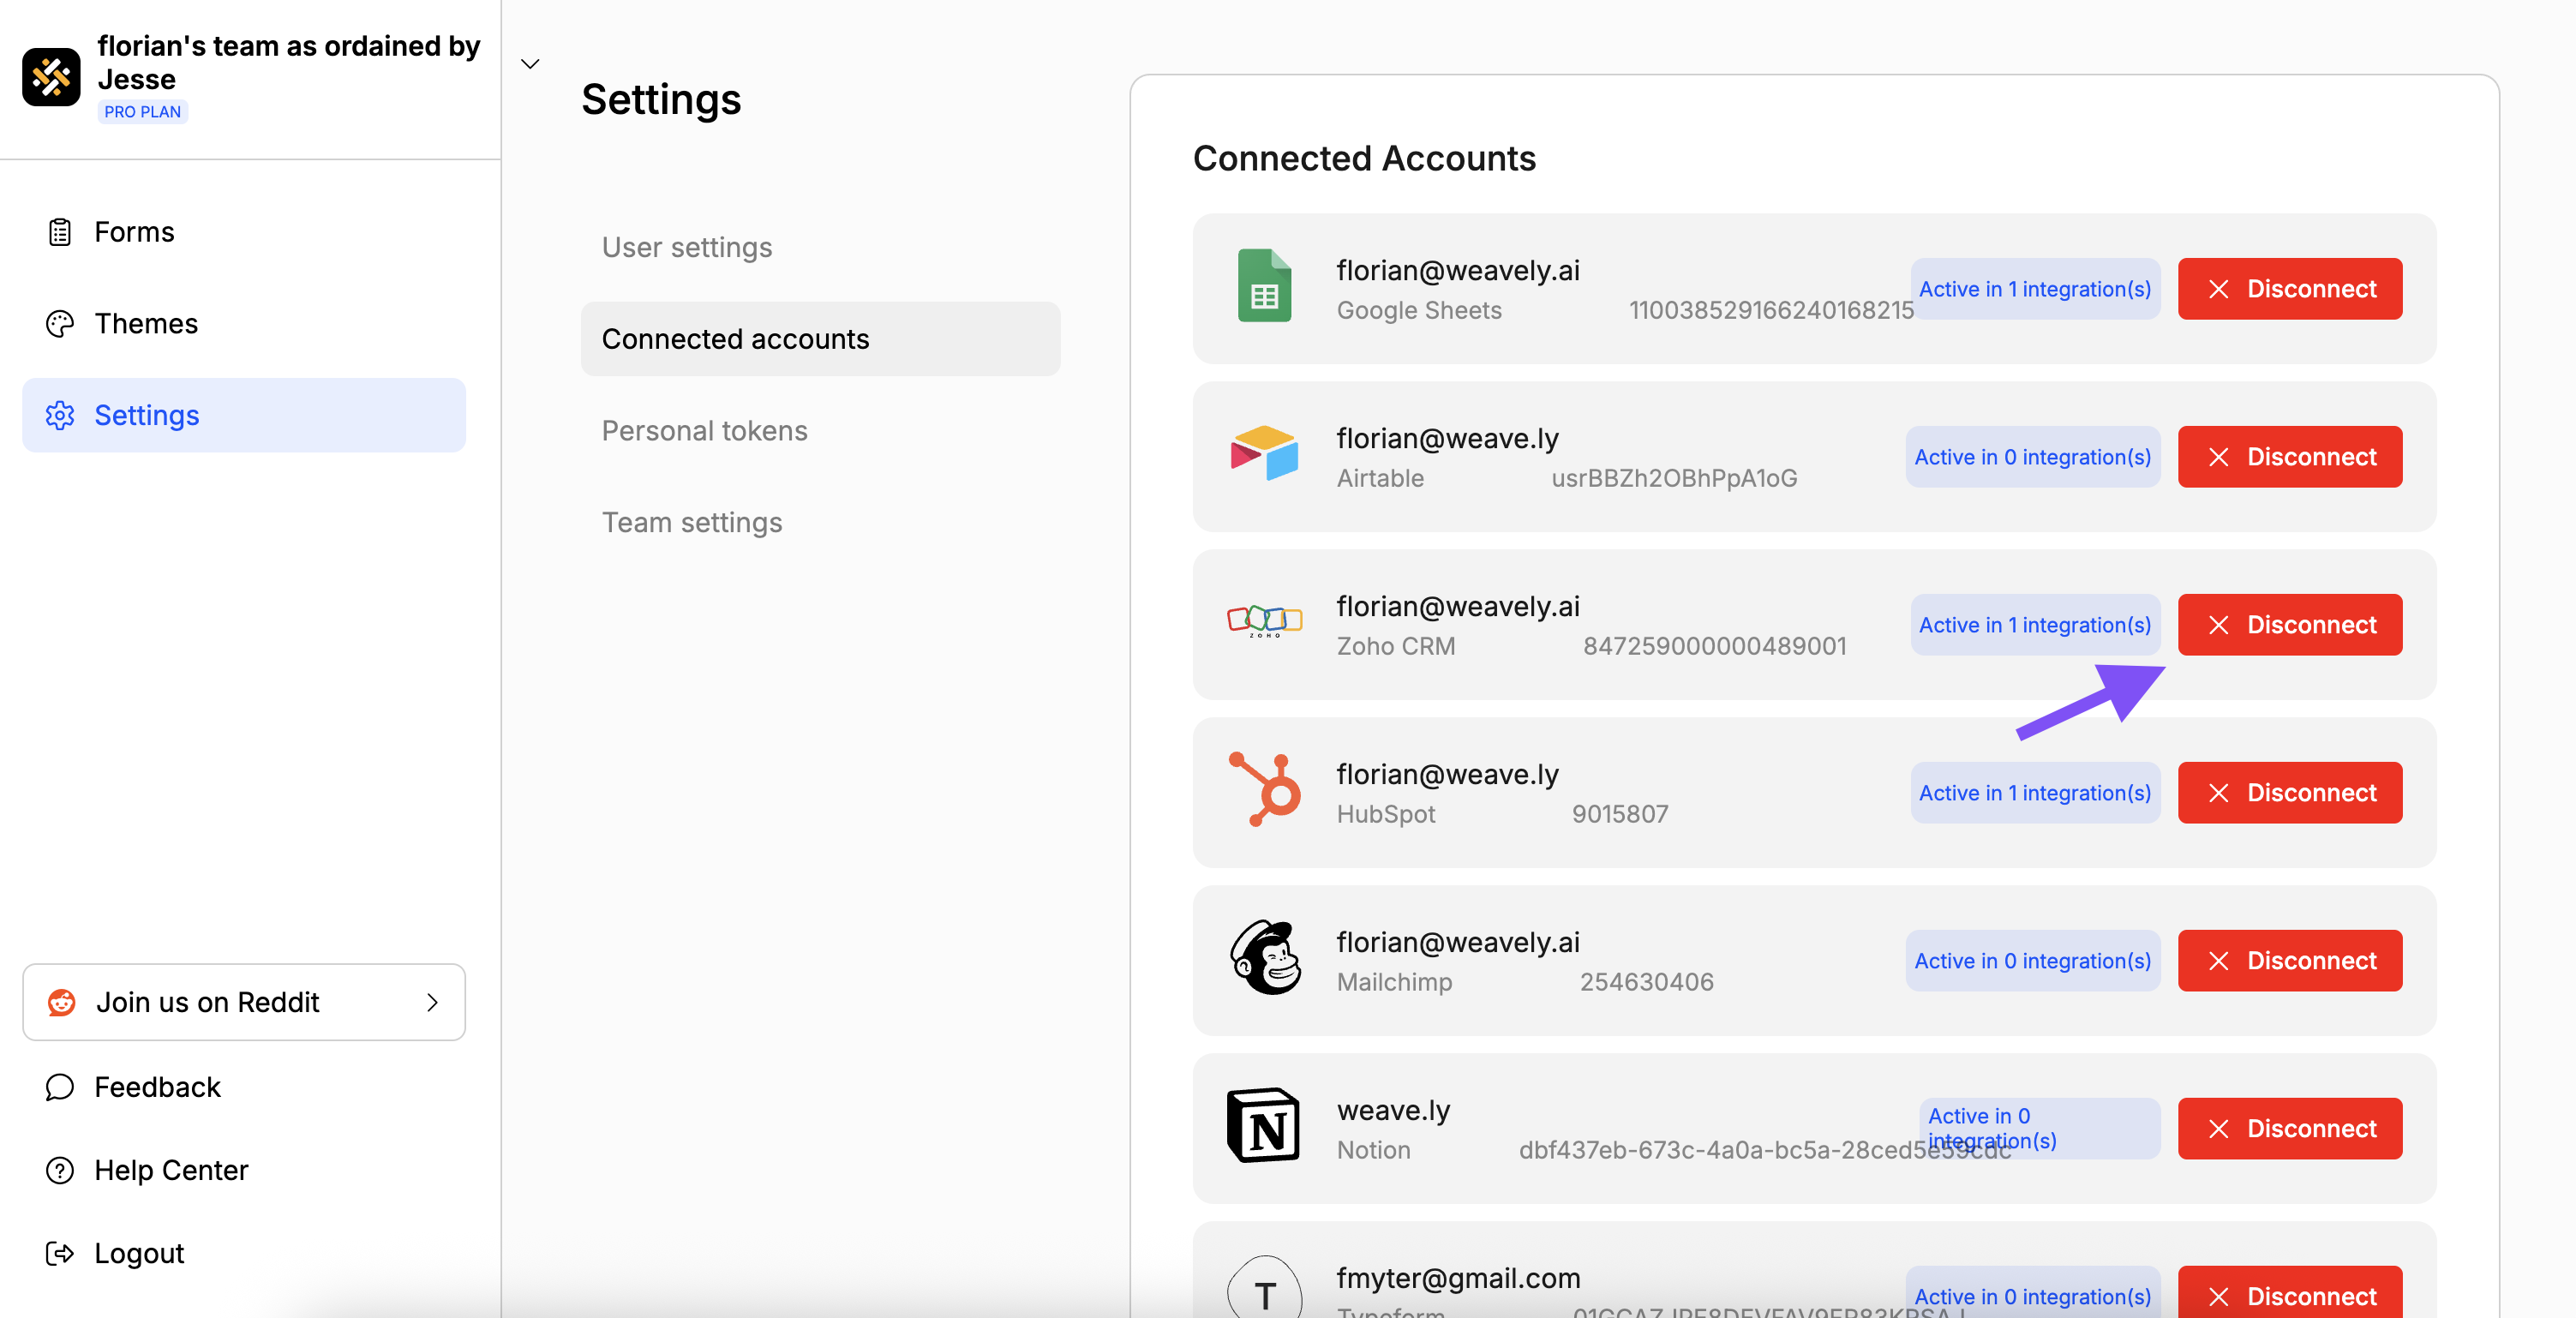 florian's team as ordained by
Jesse
PRO PLAN
Forms
Themes
Settings
Join us on Reddit
Feedback
Help Center
Logout
Settings
User settings
Connected accounts
Personal tokens
Team settings
Connected Accounts
florian@weavely.ai
Google Sheets 110038529166240168215
Active in 1 integration(s)
Disconnect
florian@weave.ly
Airtable usrBBZh2OBhPpA1oG
Active in 0 integration(s)
Disconnect
ZOHO
florian@weavely.ai
Zoho CRM 847259000000489001
Active in 1 integration(s)
Disconnect
florian@weave.ly
HubSpot 9015807
Active in 1 integration(s)
Disconnect
florian@weavely.ai
Mailchimp 254630406
Active in 0 integration(s)
Disconnect
N
weave.ly
Notion dbf437eb-673c-4a0a-bc5a-28ced5e59cdc
Active in 0
integration(s)
Disconnect
T
fmyter@gmail.com
Typeform
Active in 0 integration(s)
Disconnect